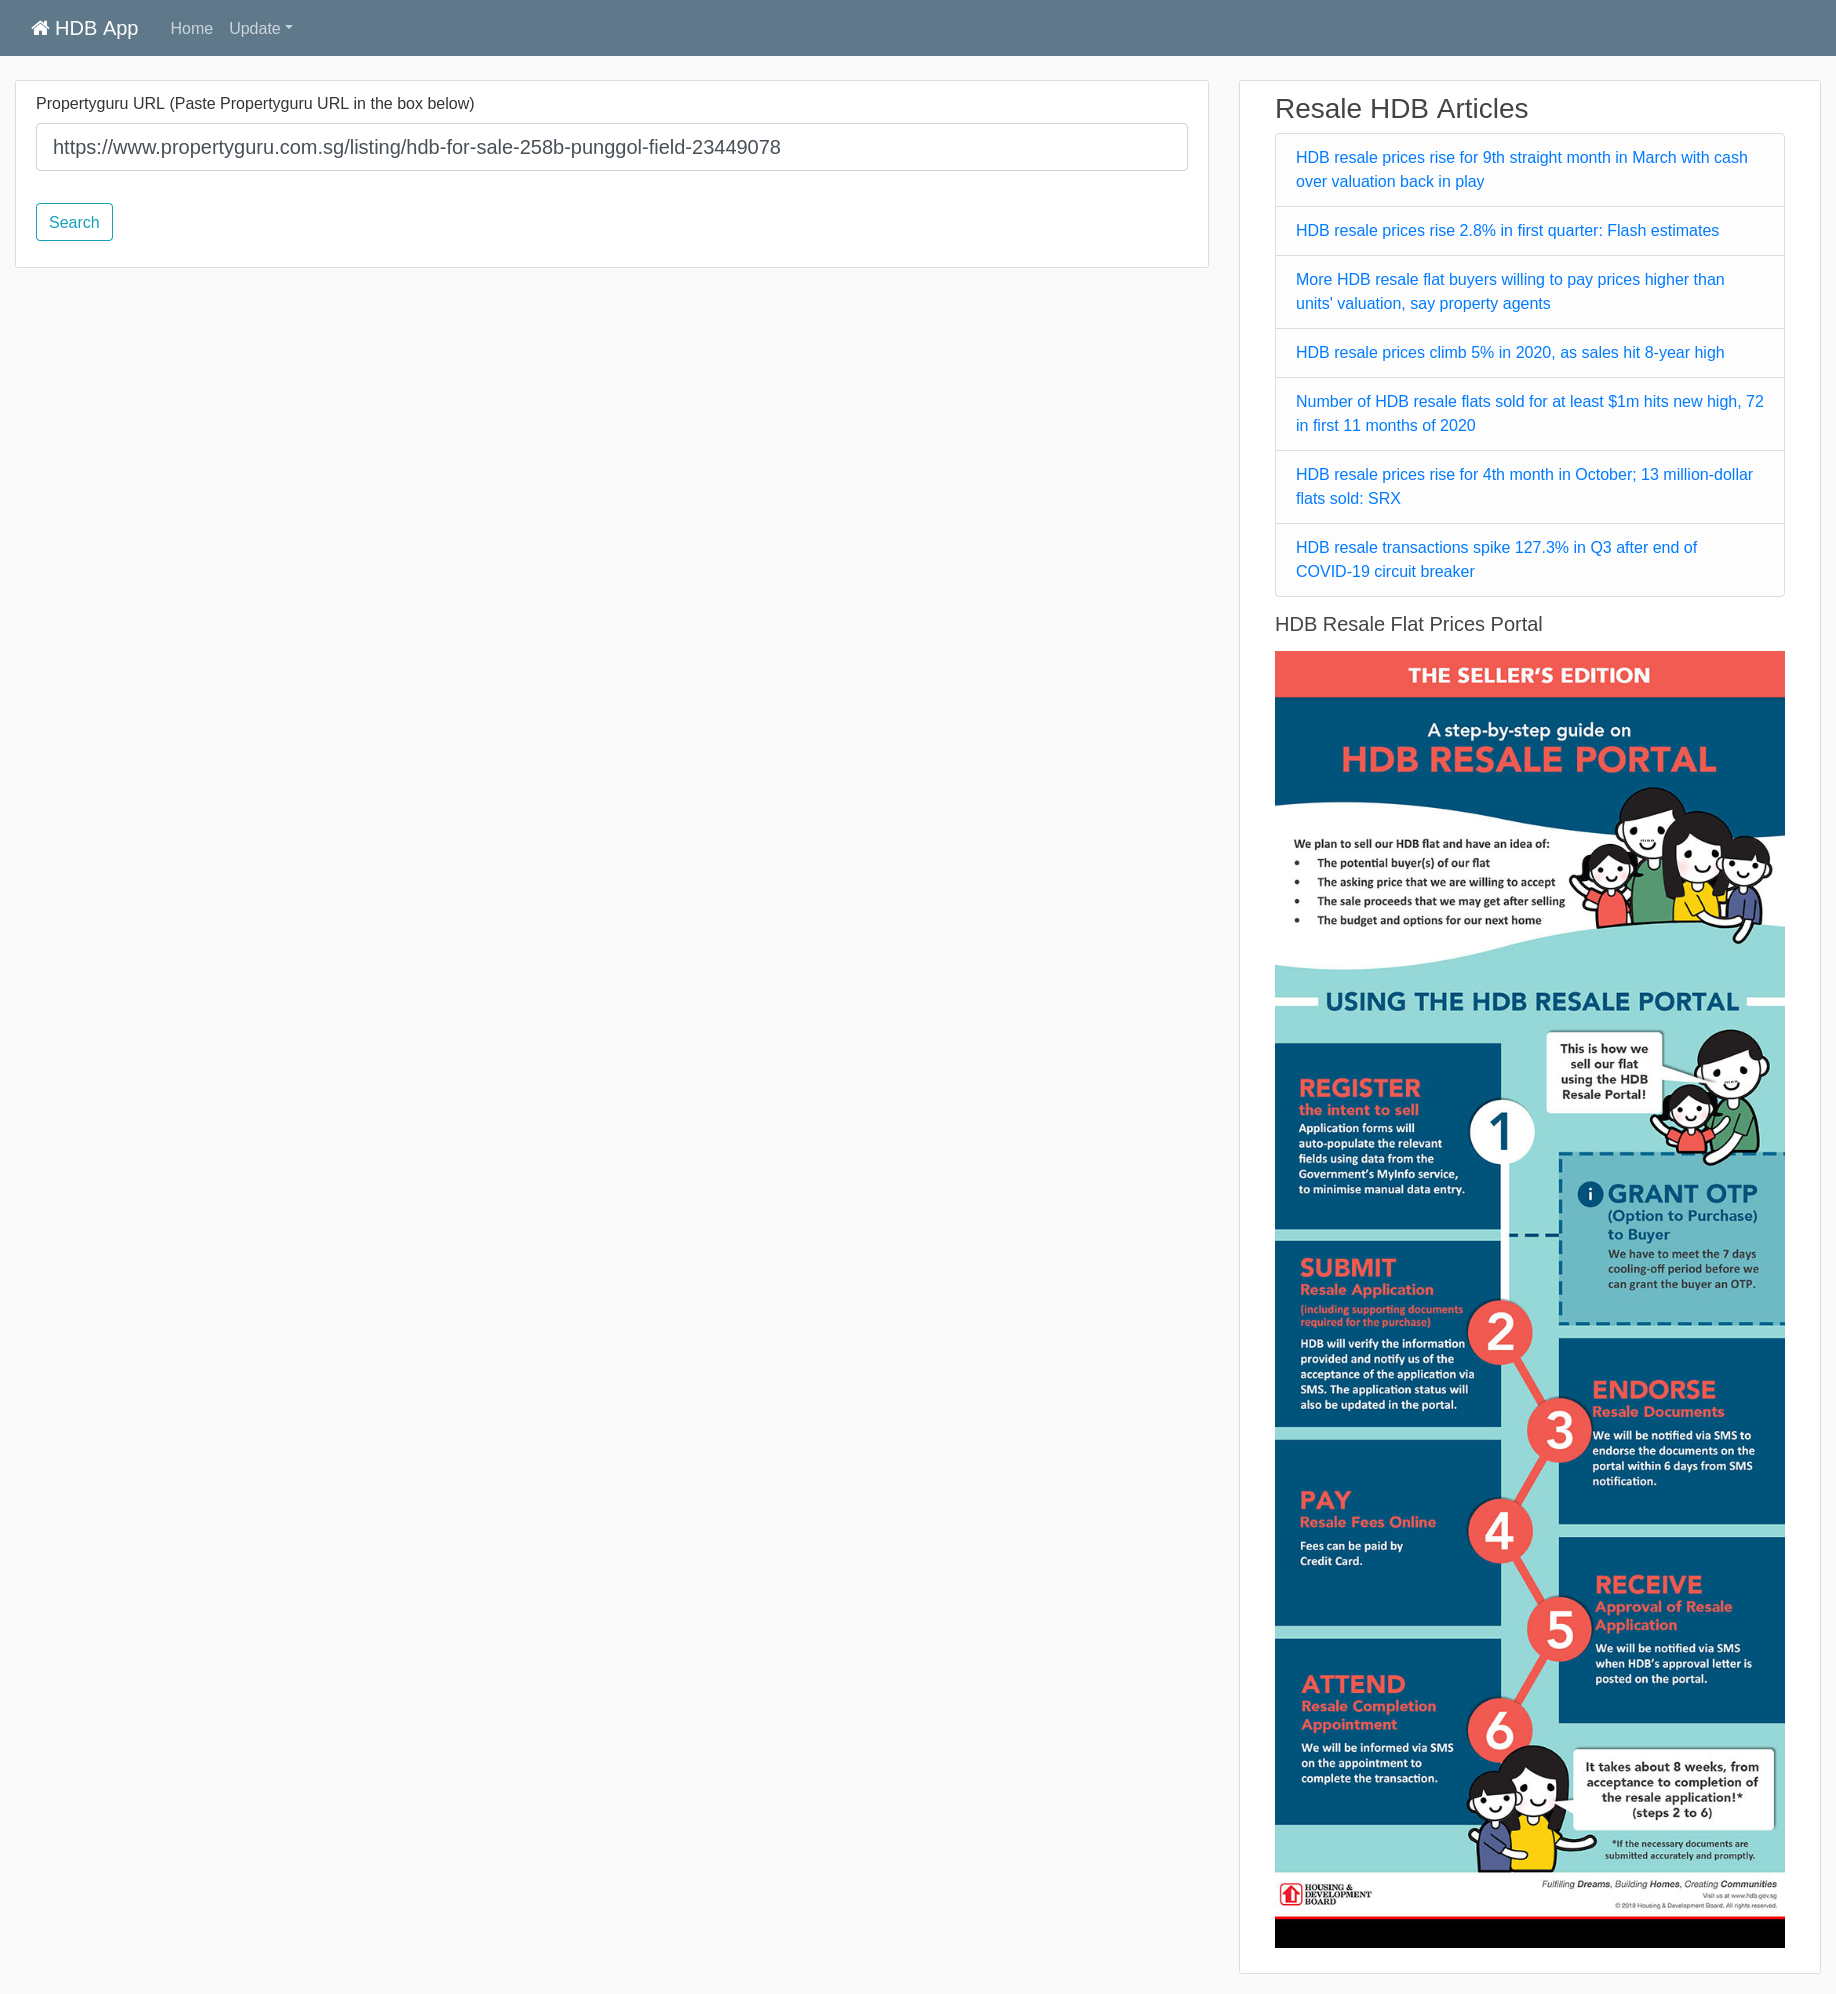 HDB App
Home
Update
Propertyguru URL (Paste Propertyguru URL in the box below)
https://www.propertyguru.com.sg/listing/hdb-for-sale-258b-punggol-field-23449078
Search
Resale HDB Articles
HDB resale prices rise for 9th straight month in March with cash
over valuation back in play
HDB resale prices rise 2.8% in first quarter: Flash estimates
More HDB resale flat buyers willing to pay prices higher than
units' valuation, say property agents
HDB resale prices climb 5% in 2020, as sales hit 8-year high
Number of HDB resale flats sold for at least $1m hits new high, 72
in first 11 months of 2020
HDB resale prices rise for 4th month in October; 13 million-dollar
flats sold: SRX
HDB resale transactions spike 127.3% in Q3 after end of
COVID-19 circuit breaker
HDB Resale Flat Prices Portal
THE SELLER'S EDITION
A step-by-step guide on
HDB RESALE PORTAL
We plan to sell our HDB flat and have an idea of:
• The potential buyer(s) of our flat
• The asking price that we are willing to accept
• The sale proceeds that we may get after selling
• The budget and options for our next home
USING THE HDB RESALE PORTAL
This is how we
sell our flat
using the HDB
Resale Portal!
REGISTER
the intent to sell
Application forms will
auto-populate the relevant
fields using data from the
Government's MyInfo service,
to minimise manual data entry.
1
i
GRANT OTP
(Option to Purchase)
to Buyer
We have to meet the 7 days
cooling-off period before we
can grant the buyer an OTP.
SUBMIT
Resale Application
(including supporting documents
required for the purchase)
HDB will verify the information
provided and notify us of the
acceptance of the application via
SMS. The application status will
also be updated in the portal.
2
3
ENDORSE
Resale Documents
We will be notified via SMS to
endorse the documents on the
portal within 6 days from SMS
notification.
PAY
Resale Fees Online
Fees can be paid by
Credit Card.
4
5
RECEIVE
Approval of Resale
Application
We will be notified via SMS
when HDB's approval letter is
posted on the portal.
ATTEND
Resale Completion
Appointment
We will be informed via SMS
on the appointment to
complete the transaction.
6
It takes about 8 weeks, from
acceptance to completion of
the resale application!*
(steps 2 to 6)
*If the necessary documents are
submitted accurately and promptly.
HOUSING &
DEVELOPMENT
BOARD
Fulfilling Dreams, Building Homes, Creating Communities
Visit us at www.hdb.gov.sg
© 2018 Housing & Development Board. All rights reserved.